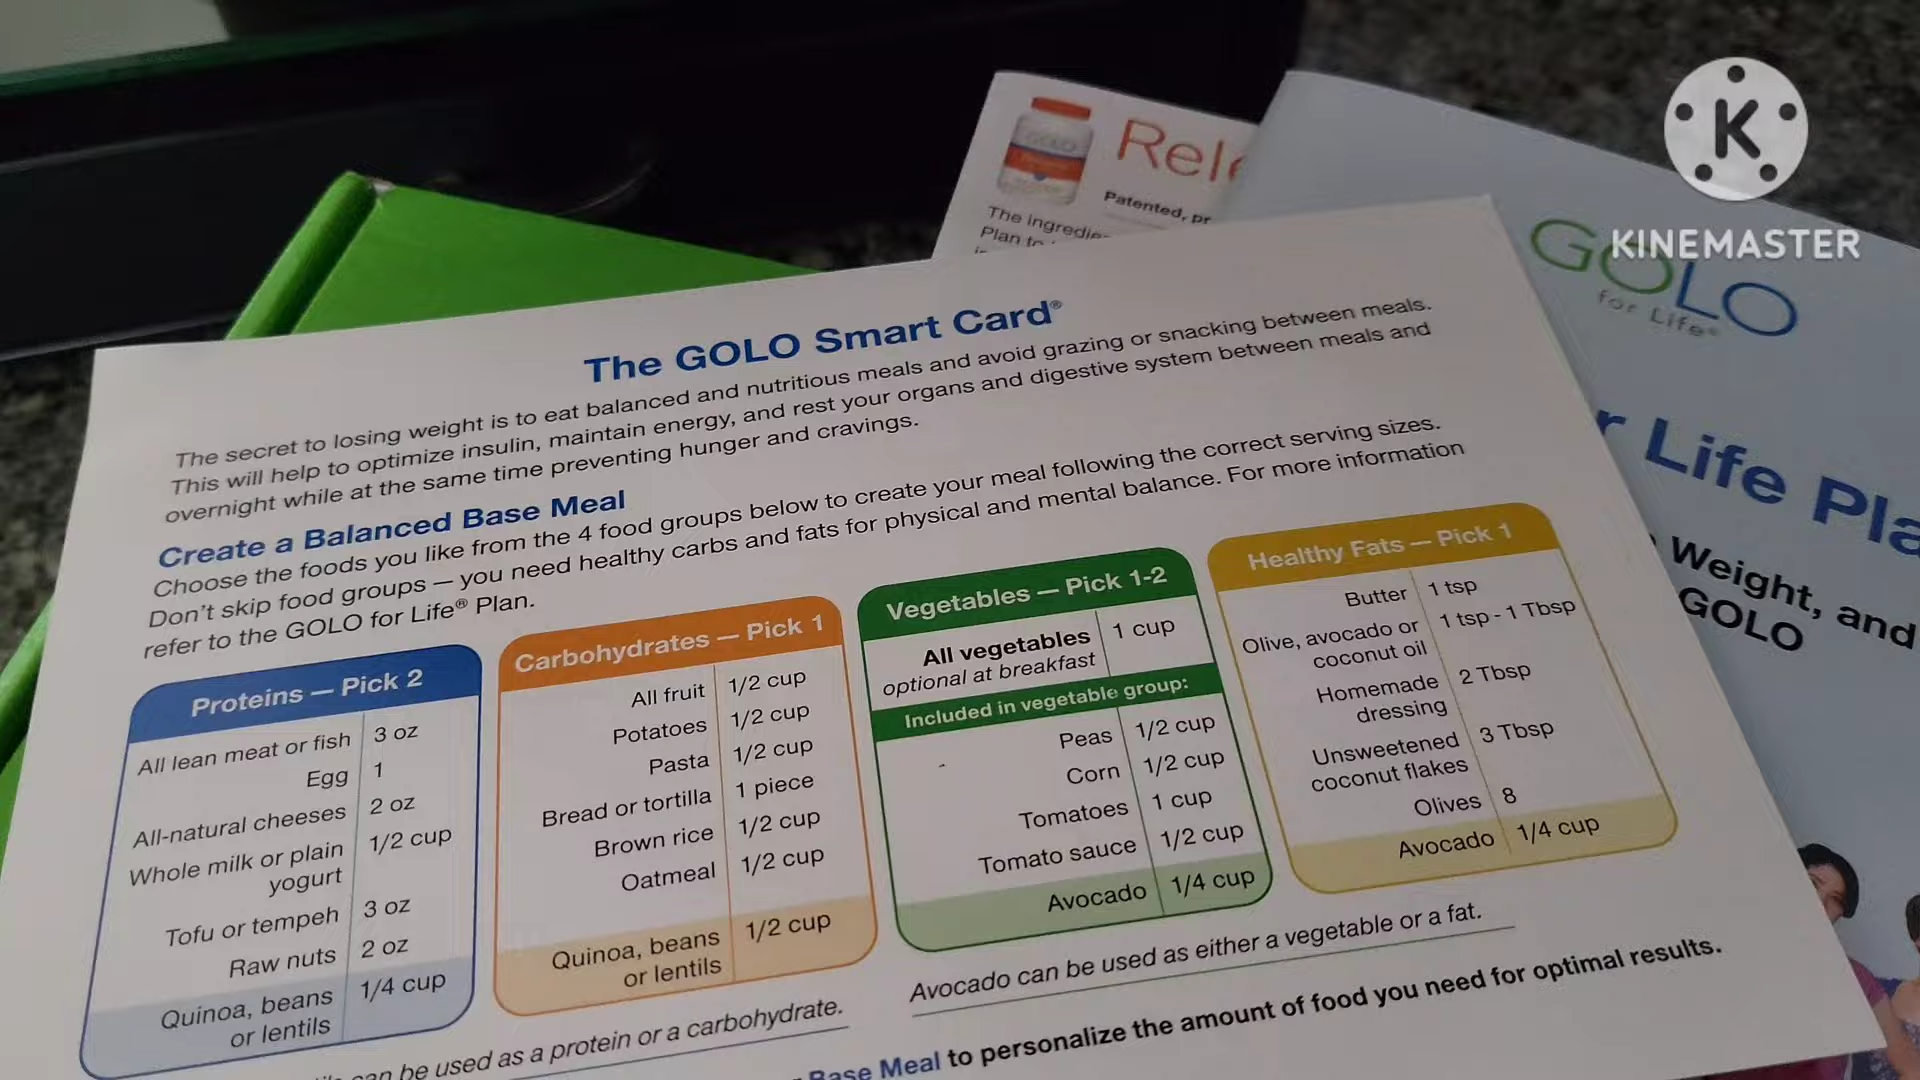 KINEMASTER
GOLO
Patented, pr
The ingredie
Plan to
GOLO
for Life®
Life Pla
Weight, and
GOLO
The GOLO Smart Card®
The secret to losing weight is to eat balanced and nutritious meals and avoid grazing or snacking between meals.
This will help to optimize insulin, maintain energy, and rest your organs and digestive system between meals and
overnight while at the same time preventing hunger and cravings.
Create a Balanced Base Meal
Choose the foods you like from the 4 food groups below to create your meal following the correct serving sizes.
Don't skip food groups — you need healthy carbs and fats for physical and mental balance. For more information
refer to the GOLO for Life® Plan.
Proteins — Pick 2
All lean meat or fish 3 oz
Egg 1
All-natural cheeses 2 oz
Whole milk or plain 1/2 cup
yogurt
Tofu or tempeh 3 oz
Raw nuts 2 oz
Quinoa, beans 1/4 cup
or lentils
Carbohydrates — Pick 1
All fruit 1/2 cup
Potatoes 1/2 cup
Pasta 1/2 cup
Bread or tortilla 1 piece
Brown rice 1/2 cup
Oatmeal 1/2 cup
Quinoa, beans 1/2 cup
or lentils
Vegetables — Pick 1-2
All vegetables 1 cup
optional at breakfast
Included in vegetable group:
Peas 1/2 cup
Corn 1/2 cup
Tomatoes 1 cup
Tomato sauce 1/2 cup
Avocado 1/4 cup
Healthy Fats — Pick 1
Butter 1 tsp
Olive, avocado or 1 tsp - 1 Tbsp
coconut oil
Homemade 2 Tbsp
dressing
Unsweetened 3 Tbsp
coconut flakes
Olives 8
Avocado 1/4 cup
can be used as a protein or a carbohydrate.
Avocado can be used as either a vegetable or a fat.
Base Meal to personalize the amount of food you need for optimal results.